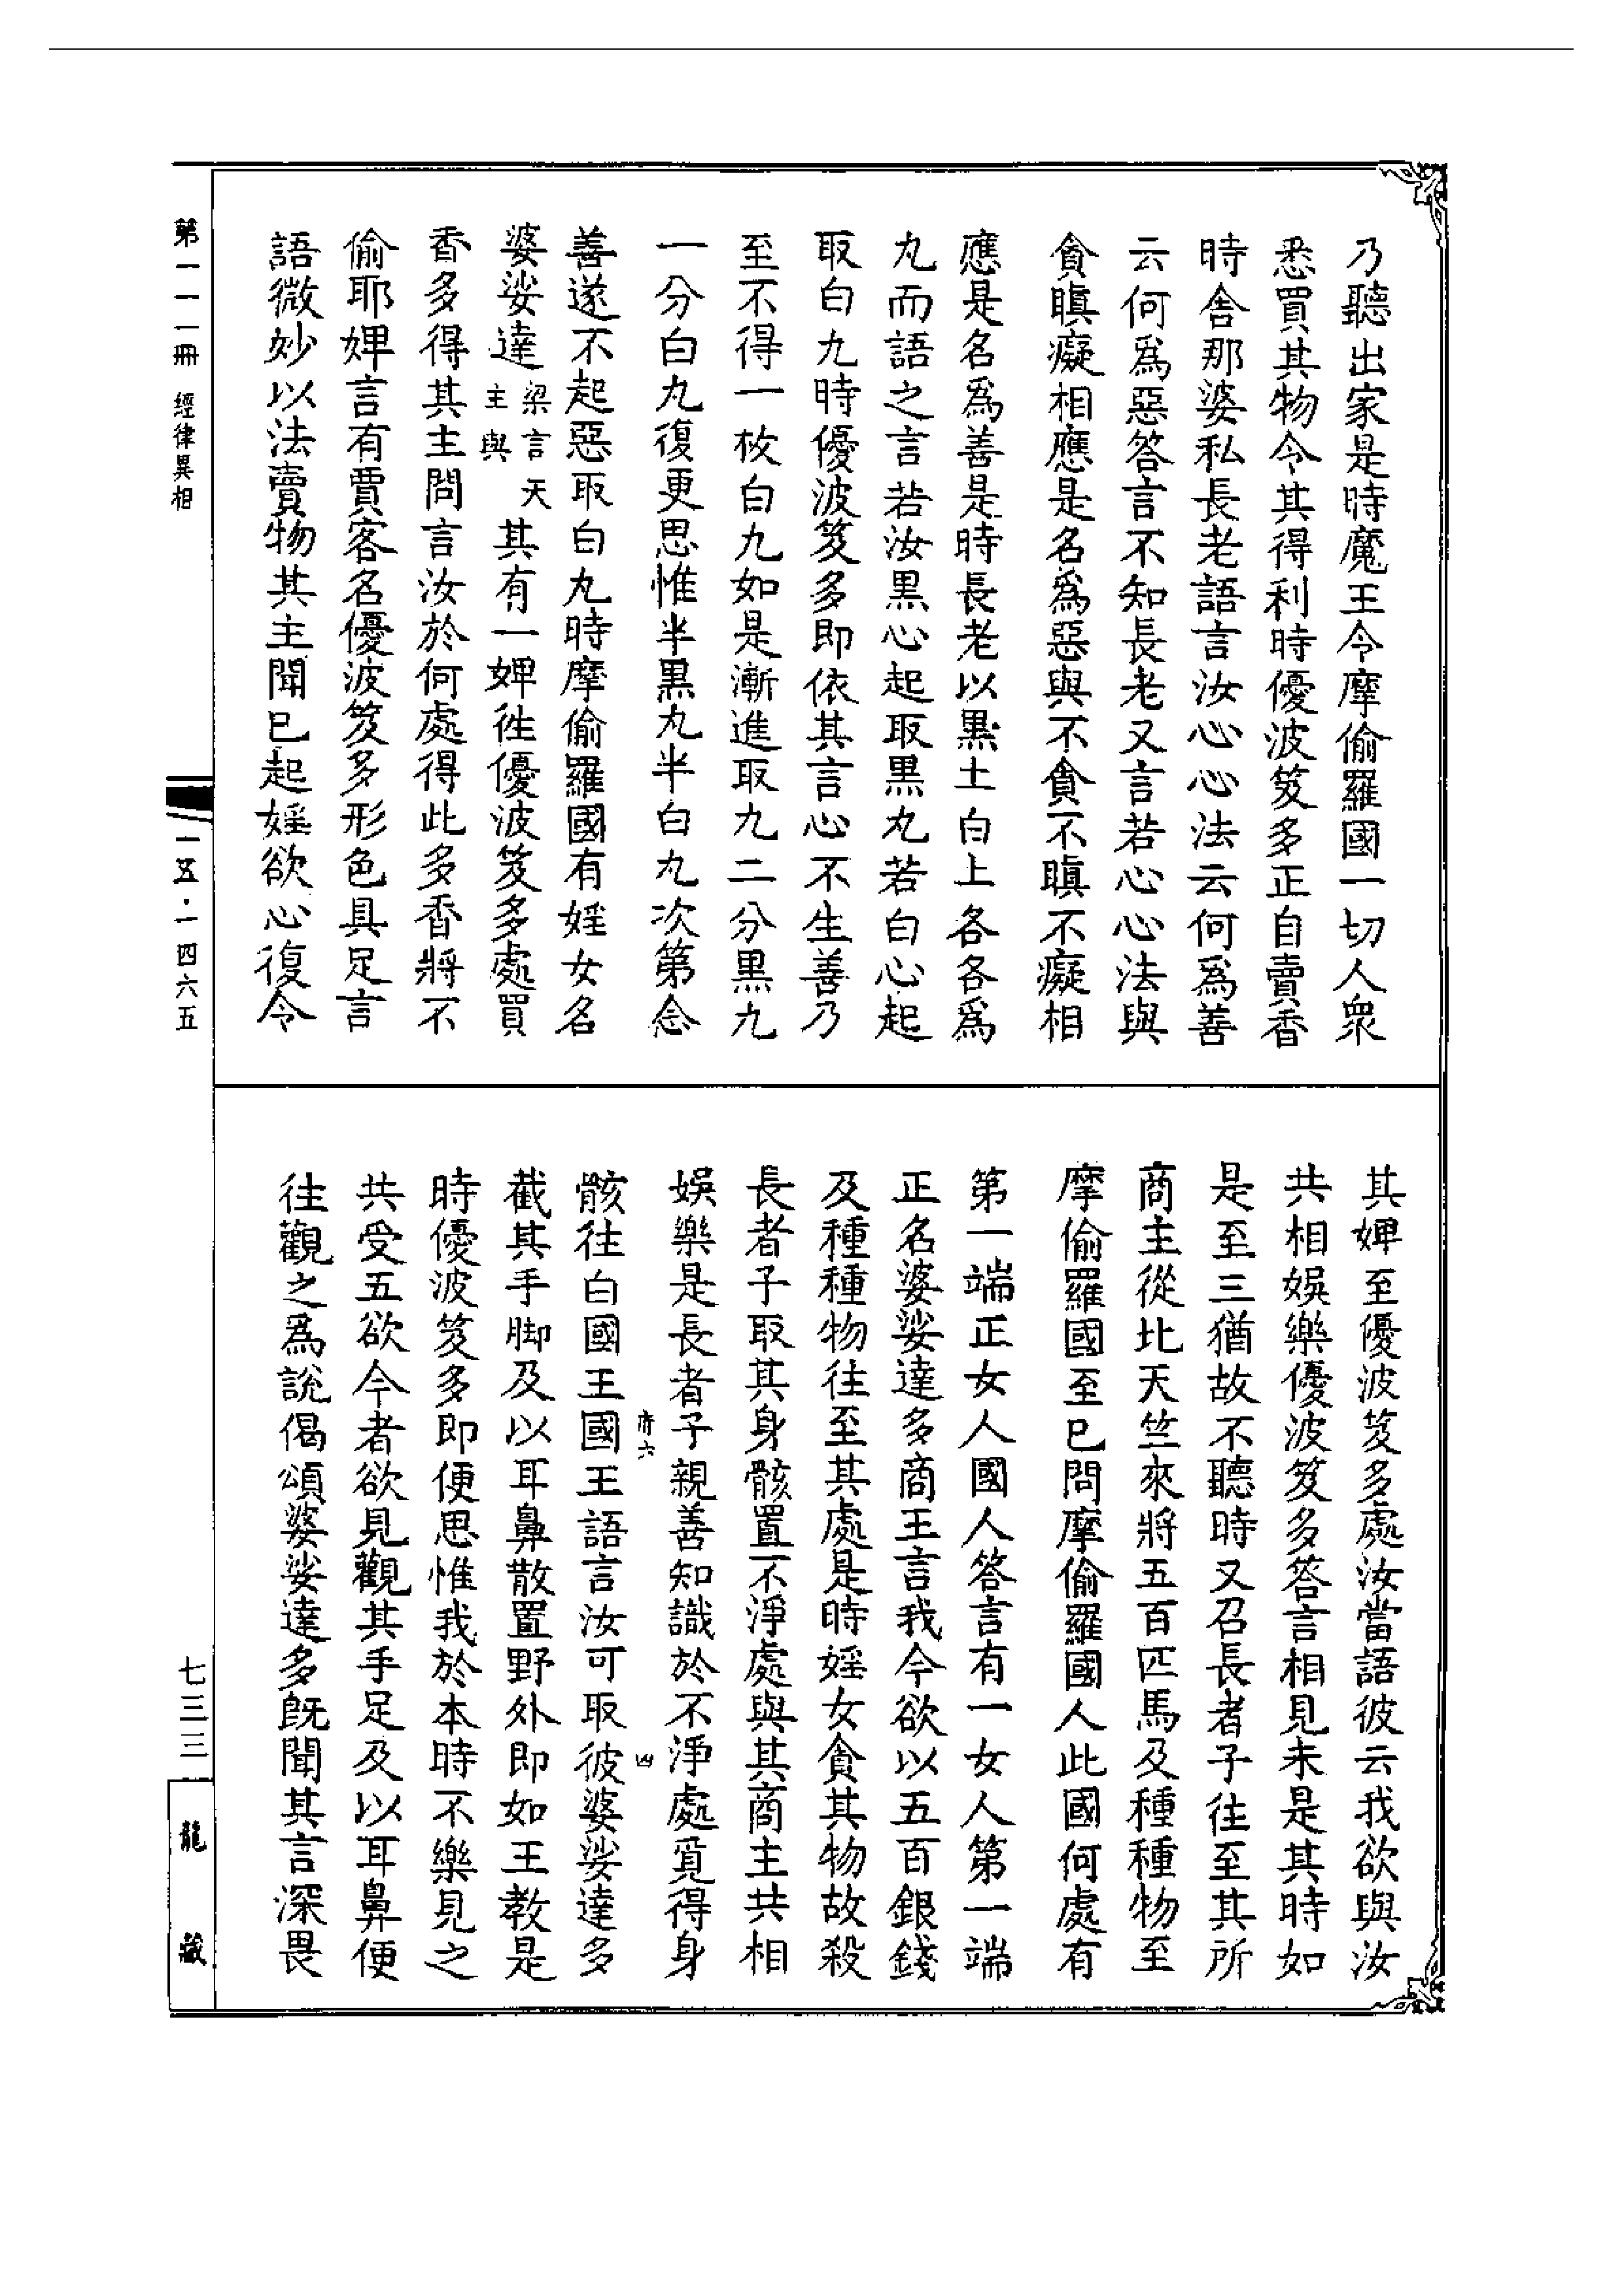 乃聽出家是時魔王令摩偷羅國一切人衆
悉買其物令其得利時優波笈多正自賣香
時舍那婆私長老語言汝心心法云何爲善
云何爲惡答言不知長老又言若心心法與
貪瞋癡相應是名爲惡與不貪不瞋不癡相
應是名爲善是時長老以黑土白土各各爲
丸而語之言若汝黑心起取黑丸若白心起
取白丸時優波笈多即依其言心不生善乃
至不得一枚白丸如是漸進取丸二分黑丸
一分白丸復更思惟半黑丸半白丸次第念
善遂不起惡取白丸時摩偷羅國有婬女名
婆娑達梁言天主與其有一婢徃優波笈多處買
香多得其主問言汝於何處得此多香將不
偷耶婢言有賈客名優波笈多形色具足言
語微妙以法賣物其主聞已起婬欲心復令
其婢至優波笈多處汝當語彼云我欲與汝
共相娛樂優波笈多答言相見未是其時如
是至三猶故不聽時又召長者子往至其所
商主從北天竺來將五百匹馬及種種物至
摩偷羅國至已問摩偷羅國人此國何處有
第一端正女人國人答言有一女人第一端
正名婆娑達多商王言我今欲以五百銀錢
及種種物往至其處是時婬女貪其物故殺
長者子取其身骸置不淨處與其商主共相
娛樂是長者子親善知識於不淨處覓得身
骸往白國王國王語言汝可取彼婆娑達多
截其手脚及以耳鼻散置野外即如王教是
時優波笈多即便思惟我於本時不樂見之
共受五欲今者欲見觀其手足及以耳鼻便
往觀之爲說偈頌婆娑達多既聞其言深畏
府六
四
第一一一冊 經律異相
一五·一四六五
七三三
龍藏